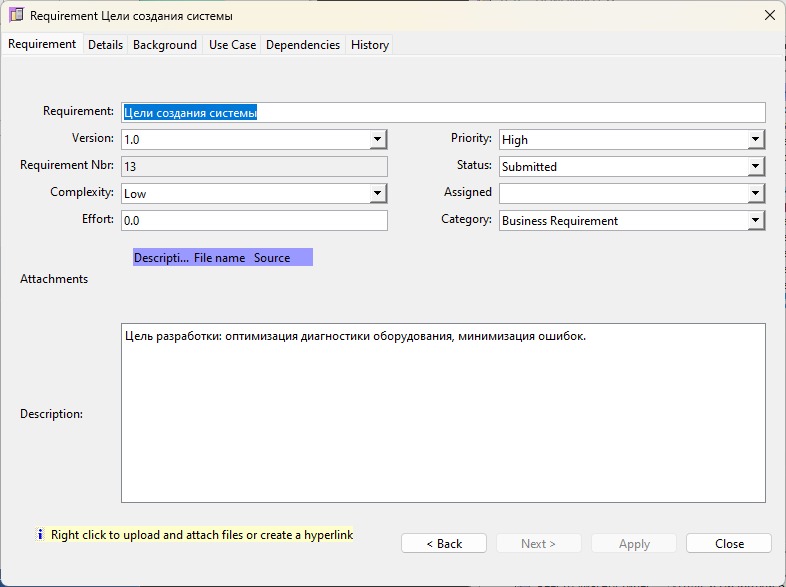 Requirement Цели создания системы
Requirement Details Background Use Case Dependencies History
Requirement: Цели создания системы
Version: 1.0 Priority: High
Requirement Nbr: 13 Status: Submitted
Complexity: Low Assigned
Effort: 0.0 Category: Business Requirement
Descripti... File name Source
Attachments
Цель разработки: оптимизация диагностики оборудования, минимизация ошибок.
Description:
Right click to upload and attach files or create a hyperlink
< Back Next > Apply Close